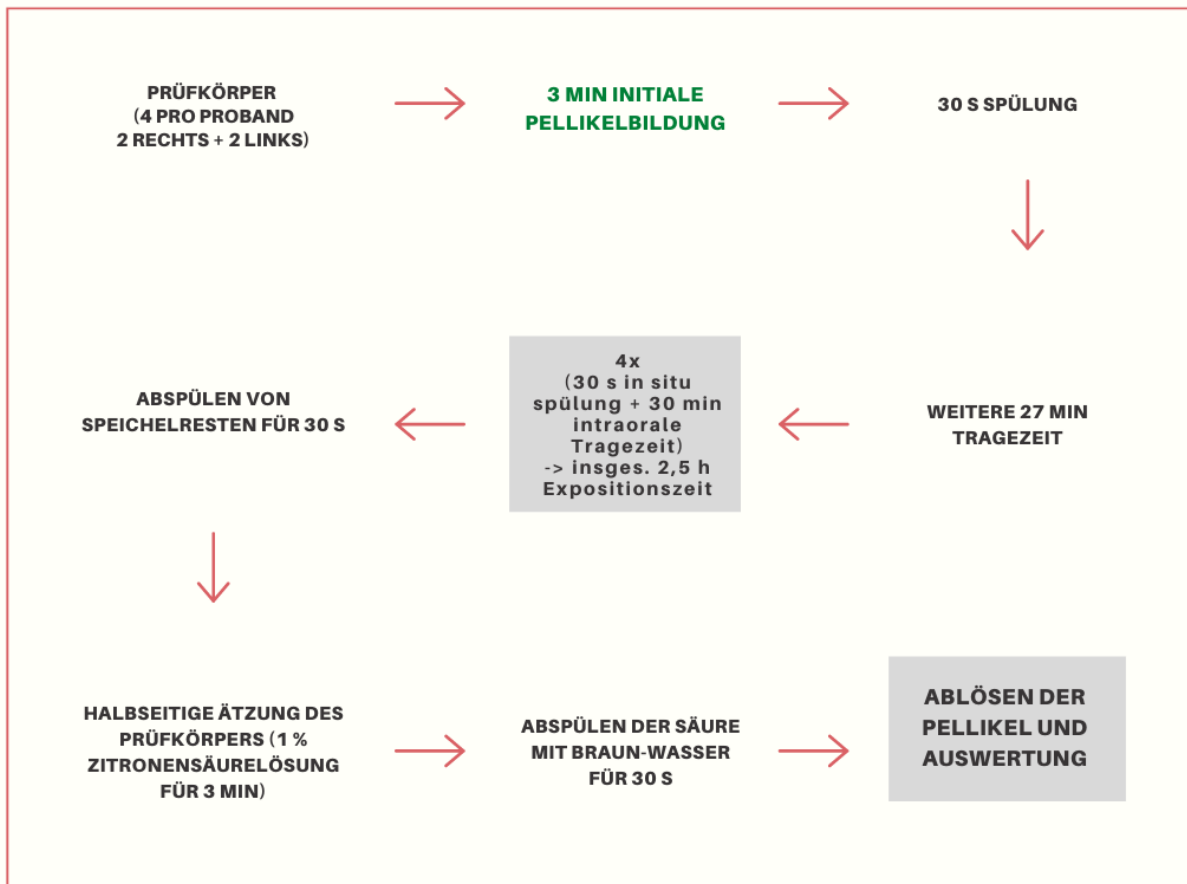 PRÜFKÖRPER
(4 PRO PROBAND
2 RECHTS + 2 LINKS)
3 MIN INITIALE
PELLIKELBILDUNG
30 S SPÜLUNG
WEITERE 27 MIN
TRAGEZEIT
4x
(30 s in situ
spülung + 30 min
intraorale
Tragezeit)
-> insges. 2,5 h
Expositionszeit
ABSPÜLEN VON
SPEICHELRESTEN FÜR 30 S
HALBSEITIGE ÄTZUNG DES
PRÜFKÖRPERS (1 %
ZITRONENSÄURELÖSUNG
FÜR 3 MIN)
ABSPÜLEN DER SÄURE
MIT BRAUN-WASSER
FÜR 30 S
ABLÖSEN DER
PELLIKEL UND
AUSWERTUNG